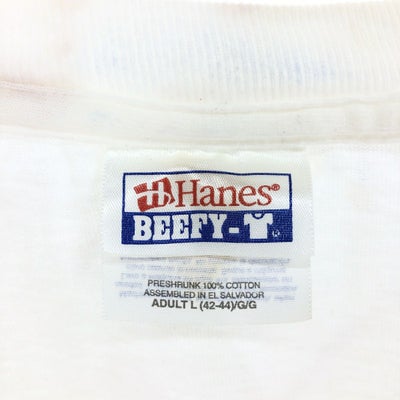 Hanes®
BEEFY-T®
PRESHRUNK 100% COTTON
ASSEMBLED IN EL SALVADOR
ADULT L (42-44)/G/G